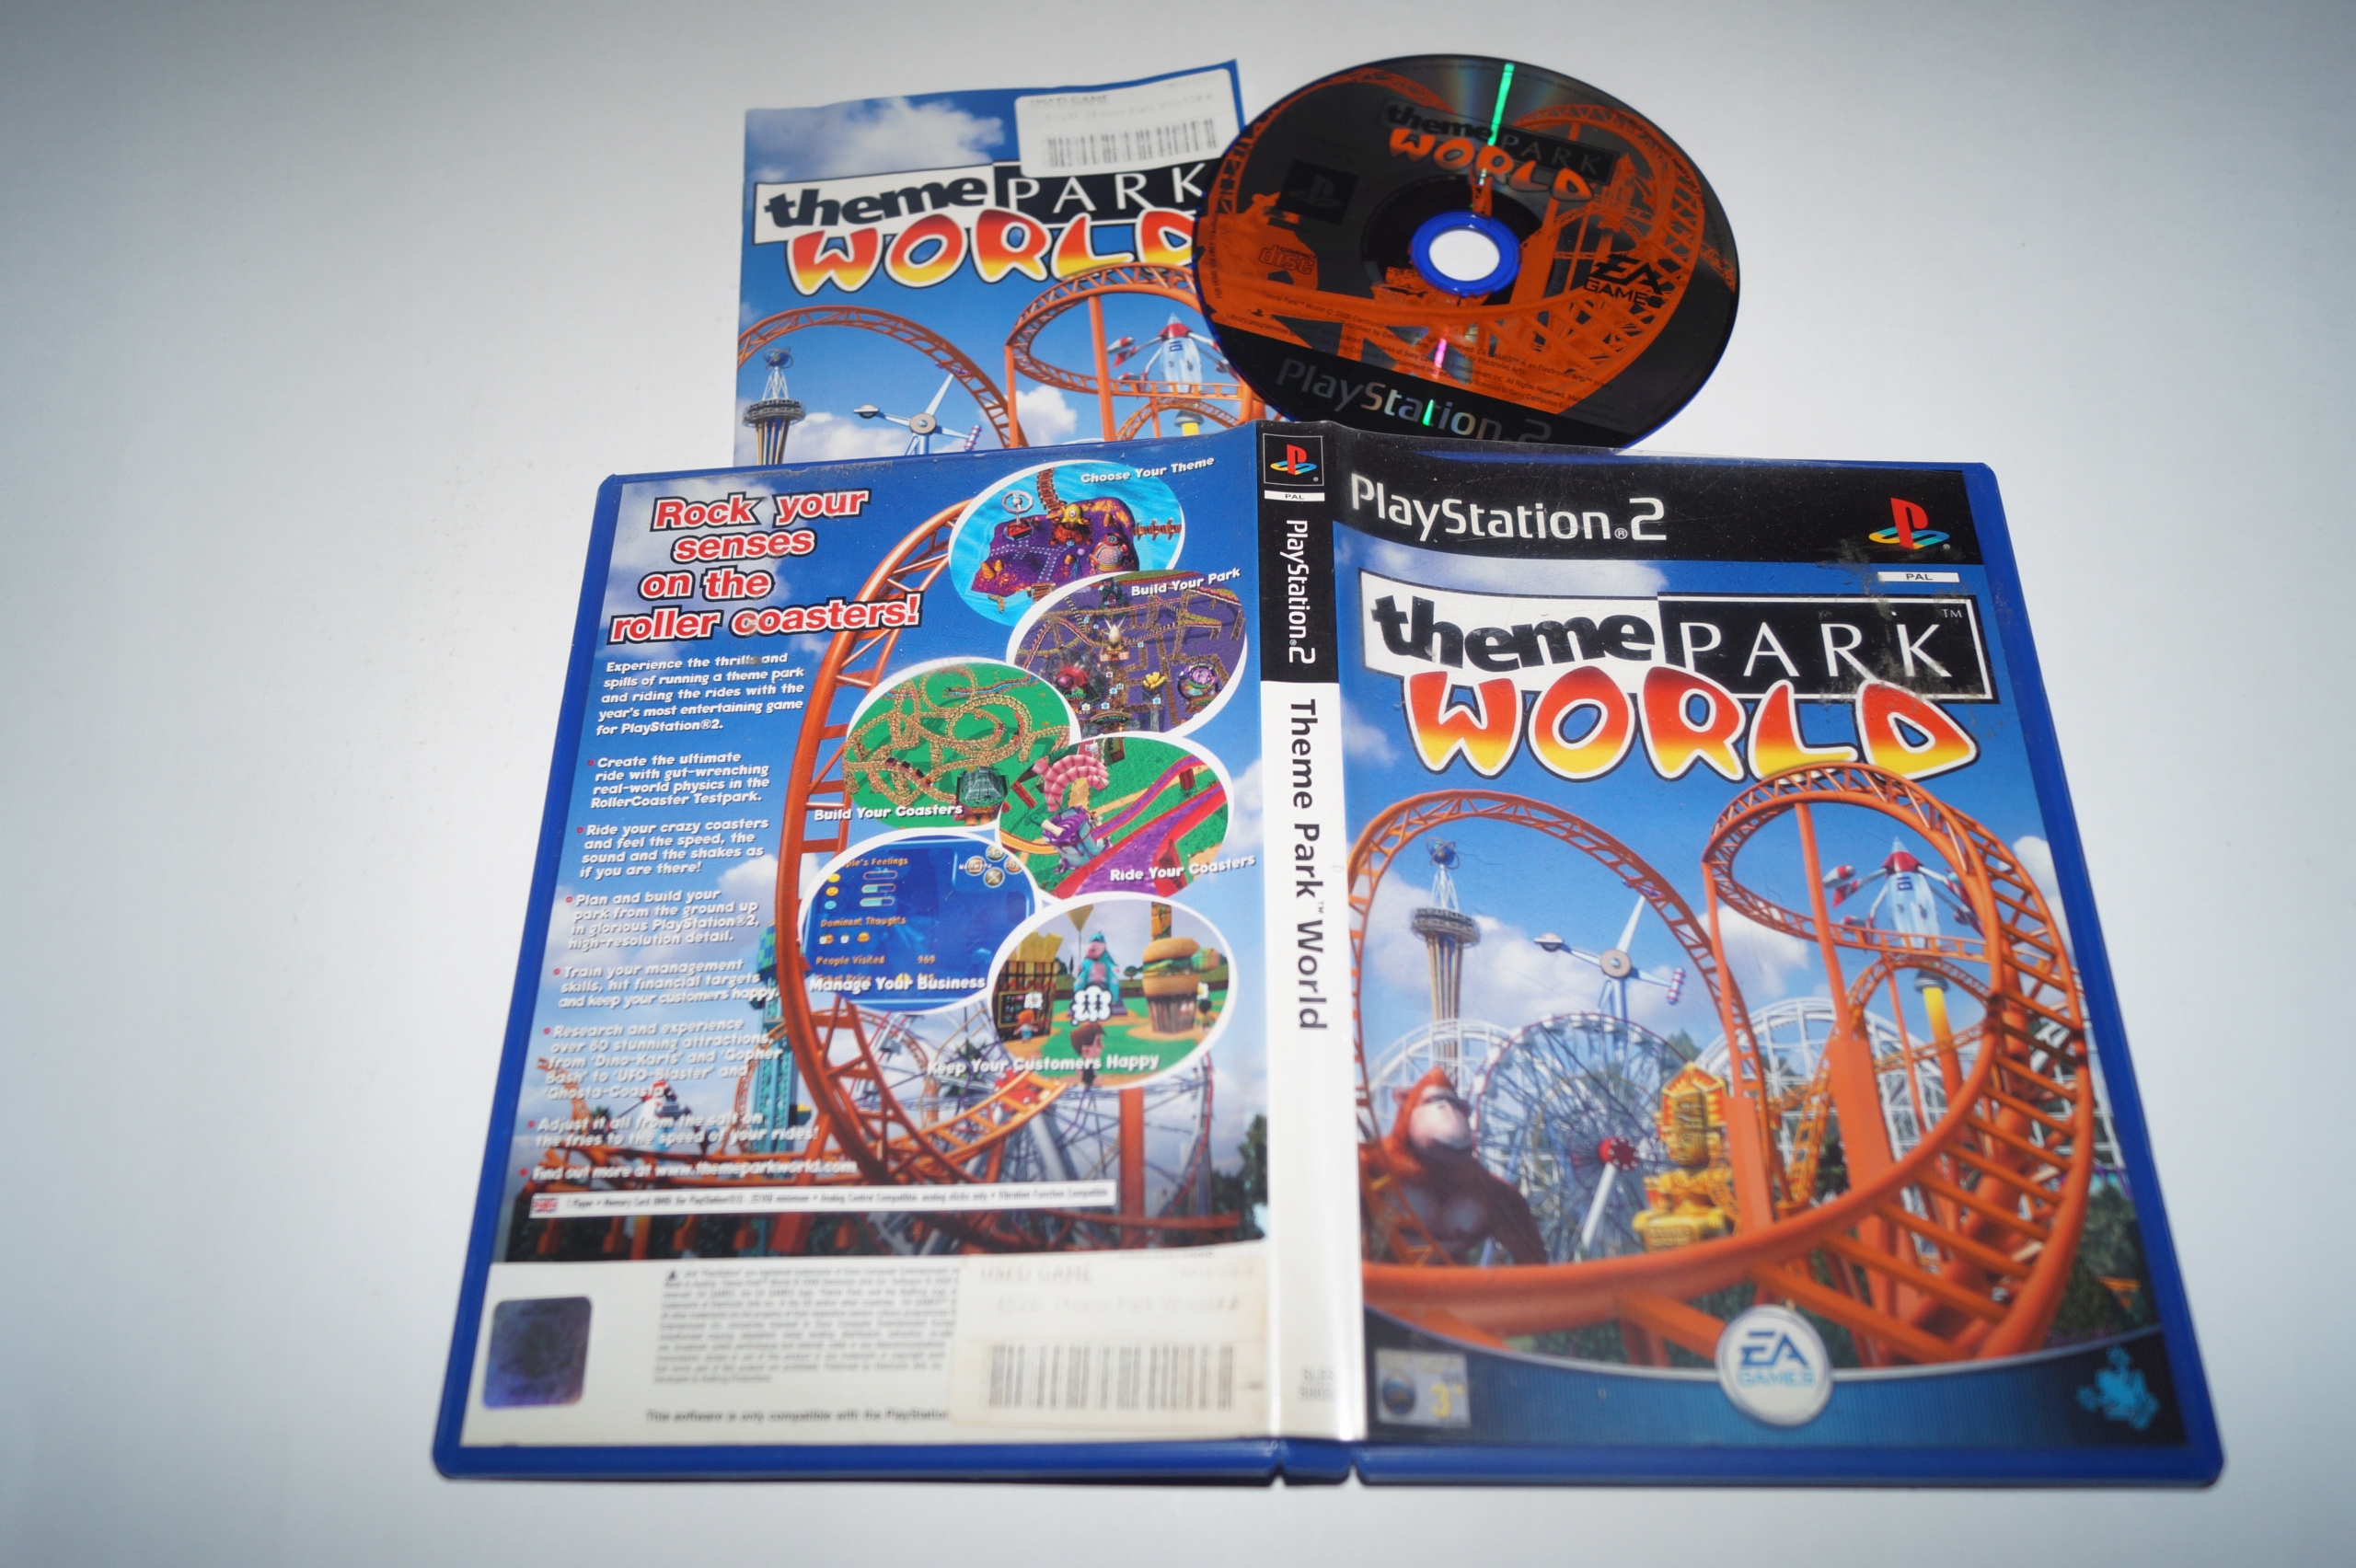 theme PARK
WORLD
theme PARK
WORLD
disc
EA
GAMES
PlayStation 2
Rock your
senses
on the
roller coasters!
Experience the thrills and
spills of running a theme park
and riding the rides with the
year's most entertaining game
for PlayStation®2.
• Create the ultimate
ride with gut-wrenching
real-world physics in the
RollerCoaster Testpark.
• Ride your crazy coasters
and feel the speed, the
sound and the shakes as
if you are there!
• Plan and build your
park from the ground up
in glorious PlayStation®2,
high-resolution detail.
• Train your management
skills, hit financial targets
and keep your customers happy.
• Research and experience
over 60 stunning attractions,
from 'Dino-Karts' and 'Gopher
Bash' to 'UFO-Blaster' and
'Ghosta-Coasta'.
• Adjust it all from the salt on
the fries to the speed of your rides!
• Find out more at www.themeparkworld.com
Choose Your Theme
Build Your Park
Build Your Coasters
Ride Your Coasters
ple's Feelings
Dominant Thoughts
People Visited 969
Manage Your Business
Keep Your Customers Happy
USED GAME
This software is only compatible with the PlayStation
PAL
PlayStation®2
Theme Park™ World
PlayStation®2
PAL
theme PARK™
WORLD
3+
EA
GAMES